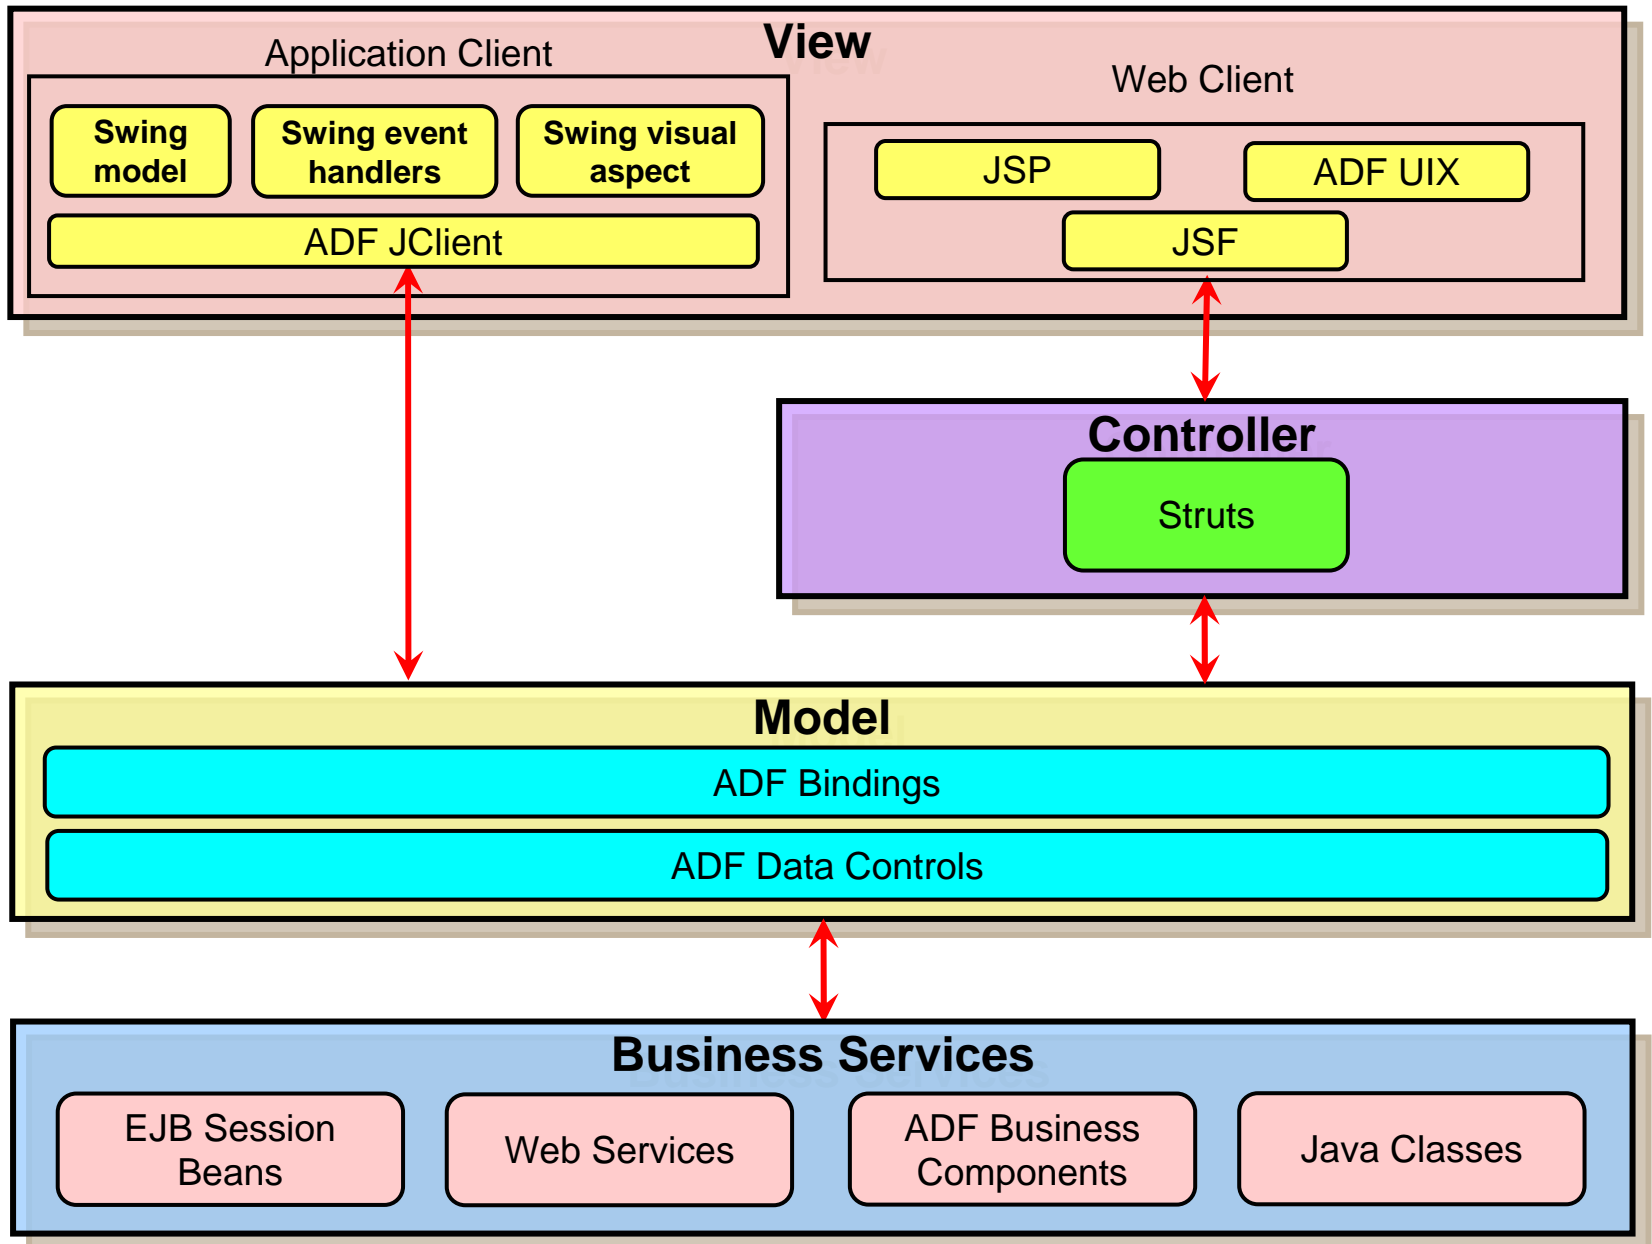 View
Application Client
Web Client
Swing
model
Swing event
handlers
Swing visual
aspect
ADF JClient
JSP
ADF UIX
JSF
Controller
Struts
Model
ADF Bindings
ADF Data Controls
Business Services
EJB Session
Beans
Web Services
ADF Business
Components
Java Classes